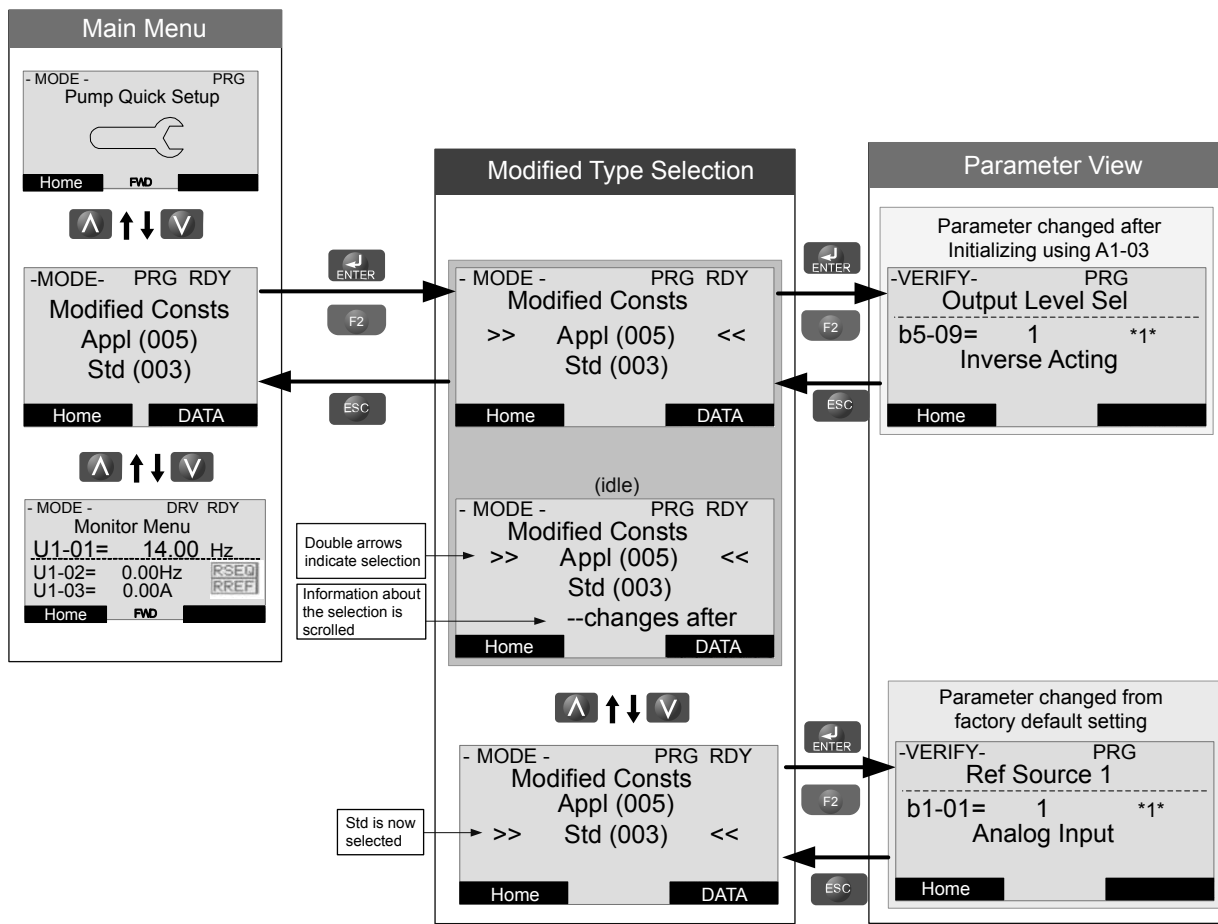 Main Menu
- MODE - PRG
Pump Quick Setup
Home FWD
-MODE- PRG RDY
Modified Consts
Appl (005)
Std (003)
Home DATA
- MODE - DRV RDY
Monitor Menu
U1-01= 14.00 Hz
U1-02= 0.00Hz RSEQ
U1-03= 0.00A RREF
Home FWD
ENTER
F2
ESC
Modified Type Selection
- MODE - PRG RDY
Modified Consts
>> Appl (005) <<
Std (003)
Home DATA
(idle)
- MODE - PRG RDY
Modified Consts
>> Appl (005) <<
Std (003)
--changes after
Home DATA
Double arrows
indicate selection
Information about
the selection is
scrolled
- MODE - PRG RDY
Modified Consts
Appl (005)
>> Std (003) <<
Home DATA
Std is now
selected
ENTER
F2
ESC
Parameter View
Parameter changed after
Initializing using A1-03
-VERIFY- PRG
Output Level Sel
b5-09= 1 *1*
Inverse Acting
Home
ENTER
F2
ESC
Parameter changed from
factory default setting
-VERIFY- PRG
Ref Source 1
b1-01= 1 *1*
Analog Input
Home